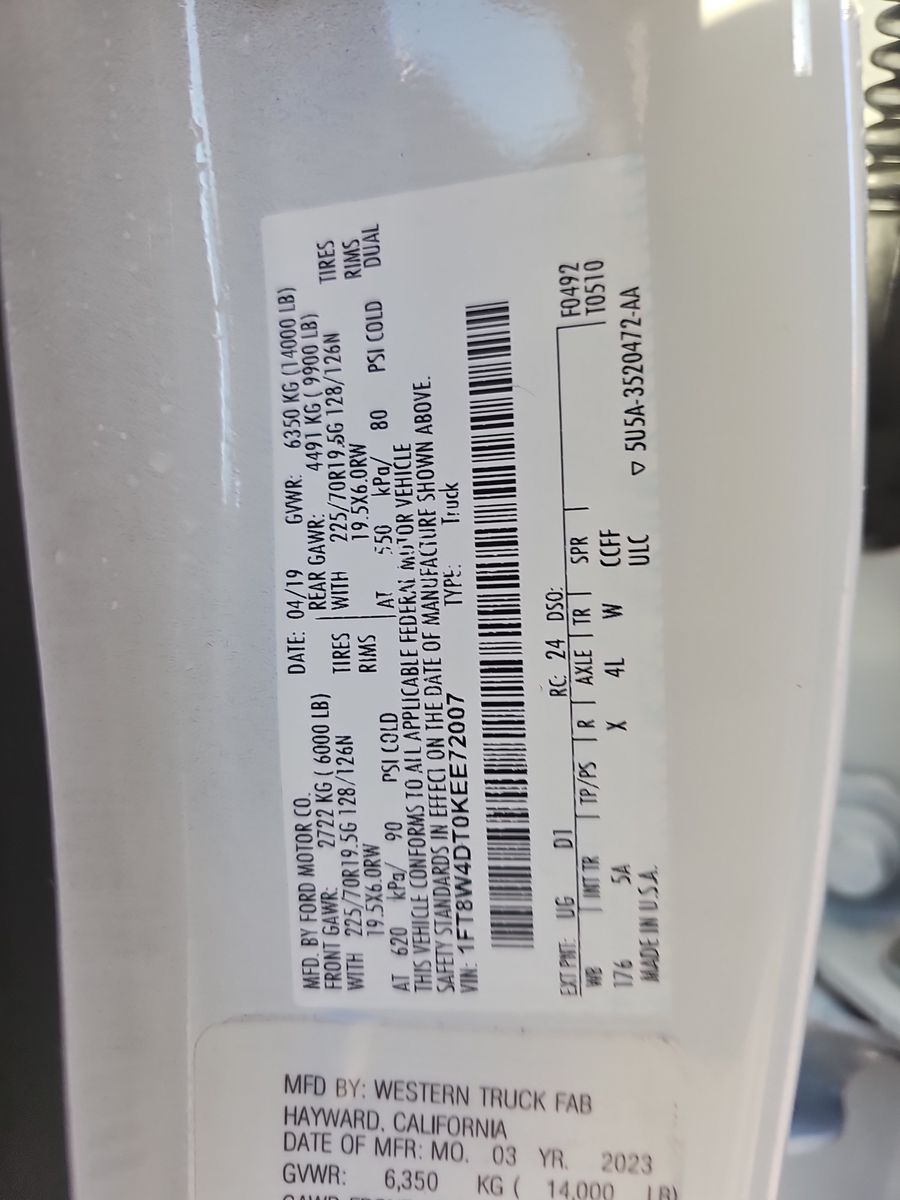 MFD. BY FORD MOTOR CO.
DATE: 04/19 GVWR: 6350 KG (14000 LB)
FRONT GAWR: 2722 KG ( 6000 LB) REAR GAWR: 4491 KG ( 9900 LB)
WITH 225/70R19.5G 128/126N TIRES WITH 225/70R19.5G 128/126N TIRES
19.5X6.0RW RIMS 19.5X6.0RW RIMS
AT 620 kPa/ 90 PSI COLD AT 550 kPa/ 80 PSI COLD DUAL
THIS VEHICLE CONFORMS TO ALL APPLICABLE FEDERAL MOTOR VEHICLE
SAFETY STANDARDS IN EFFECT ON THE DATE OF MANUFACTURE SHOWN ABOVE.
VIN: 1FT8W4DT0KEE72007 TYPE: Truck
F0492
EXT PNT: UG D1 RC: 24 DSO: T0510
WB INT TR TP/PS R AXLE TR SPR
176 5A X 4L W CCFF
MADE IN U.S.A. ULC
▽ 5U5A-3520472-AA
MFD BY: WESTERN TRUCK FAB
HAYWARD, CALIFORNIA
DATE OF MFR: MO. 03 YR. 2023
GVWR: 6,350 KG ( 14,000 LB)